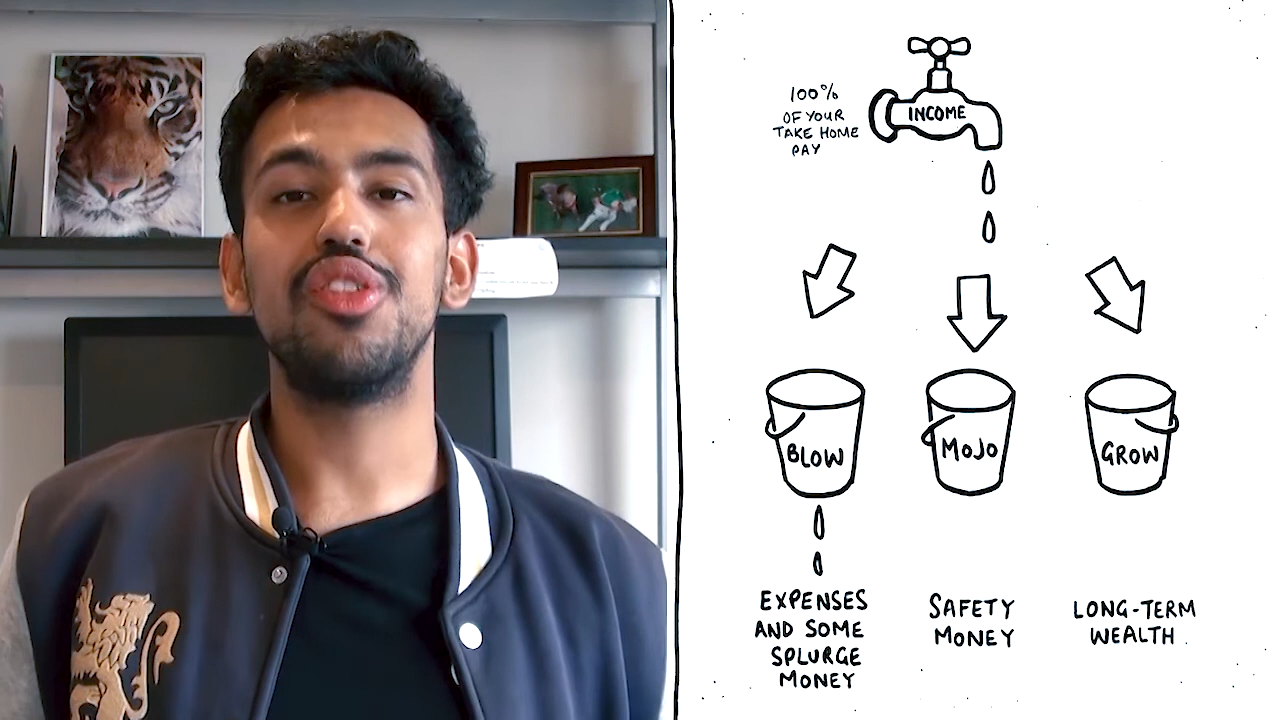 100%
OF YOUR
TAKE HOME
PAY
INCOME
BLOW
MOJO
GROW
EXPENSES
AND SOME
SPLURGE
MONEY
SAFETY
MONEY
LONG-TERM
WEALTH